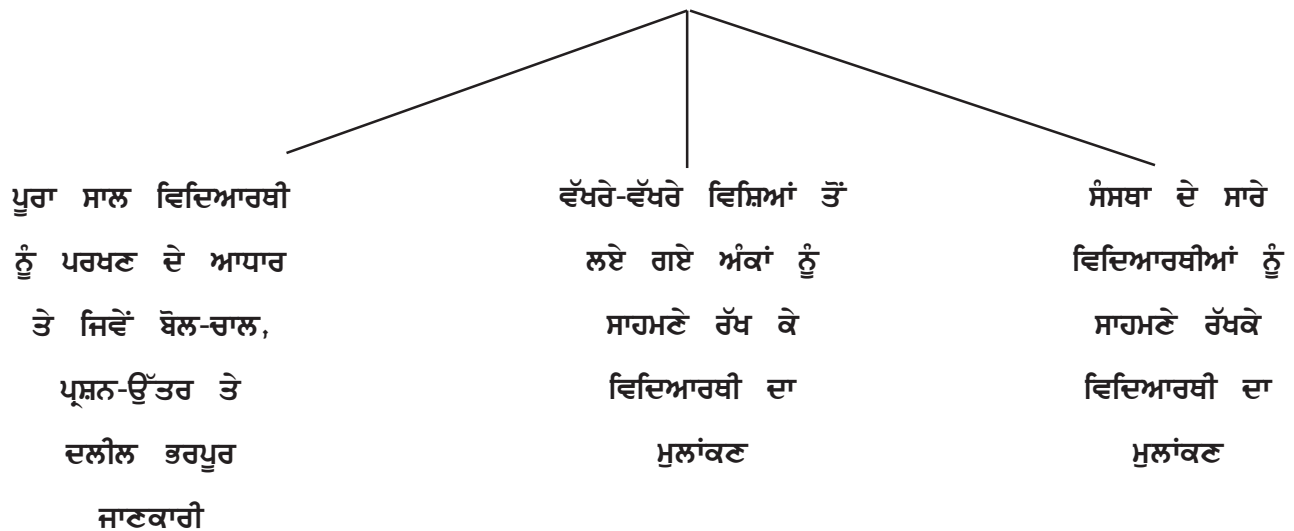 ਪੂਰਾ ਸਾਲ ਵਿਦਿਆਰਥੀ
ਨੂੰ ਪਰਖਣ ਦੇ ਆਧਾਰ
ਤੇ ਜਿਵੇਂ ਬੋਲ-ਚਾਲ,
ਪ੍ਰਸ਼ਨ-ਉੱਤਰ ਤੇ
ਦਲੀਲ ਭਰਪੂਰ
ਜਾਣਕਾਰੀ
ਵੱਖਰੇ-ਵੱਖਰੇ ਵਿਸ਼ਿਆਂ ਤੋਂ
ਲਏ ਗਏ ਅੰਕਾਂ ਨੂੰ
ਸਾਹਮਣੇ ਰੱਖ ਕੇ
ਵਿਦਿਆਰਥੀ ਦਾ
ਮੁਲਾਂਕਣ
ਸੰਸਥਾ ਦੇ ਸਾਰੇ
ਵਿਦਿਆਰਥੀਆਂ ਨੂੰ
ਸਾਹਮਣੇ ਰੱਖਕੇ
ਵਿਦਿਆਰਥੀ ਦਾ
ਮੁਲਾਂਕਣ